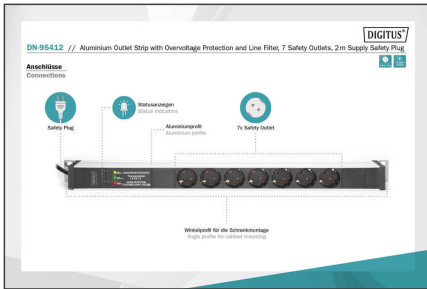 DIGITUS®
DN-95412 // Aluminium Outlet Strip with Overvoltage Protection and Line Filter, 7 Safety Outlets, 2 m Supply Safety Plug
Anschlüsse
Connections
Safety Plug
Statusanzeigen
Status indicators
Aluminiumprofil
Aluminium profile
7x Safety Outlet
Winkelprofil für die Schrankmontage
Angle profile for cabinet mounting